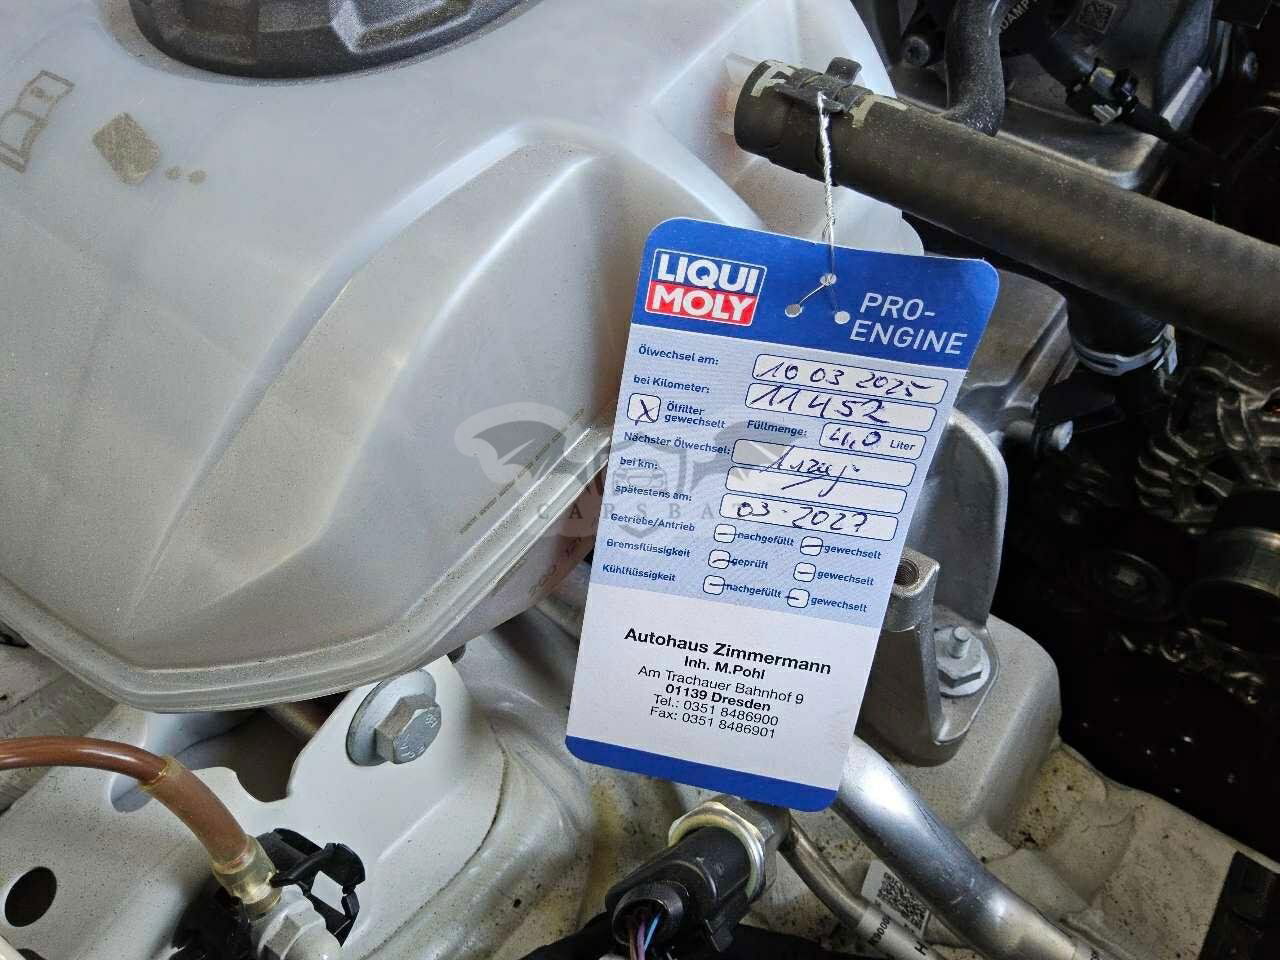 LIQUI
MOLY
PRO-
ENGINE
Ölwechsel am: 10 03 2025
bei Kilometer: 11452
X Ölfilter
gewechselt
Füllmenge: 4,0 Liter
Nächster Ölwechsel:
bei km:
spätestens am: 03-2027
Getriebe/Antrieb nachgefüllt gewechselt
Bremsflüssigkeit geprüft gewechselt
Kühlflüssigkeit nachgefüllt gewechselt
Autohaus Zimmermann
Inh. M.Pohl
Am Trachauer Bahnhof 9
01139 Dresden
Tel.: 0351 8486900
Fax: 0351 8486901